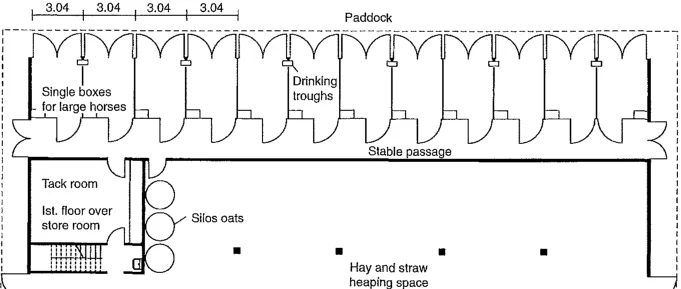 3.04 3.04 3.04 3.04
Paddock
Single boxes
for large horses
Drinking
troughs
Stable passage
Tack room
Ist. floor over
store room
Silos oats
Hay and straw
heaping space